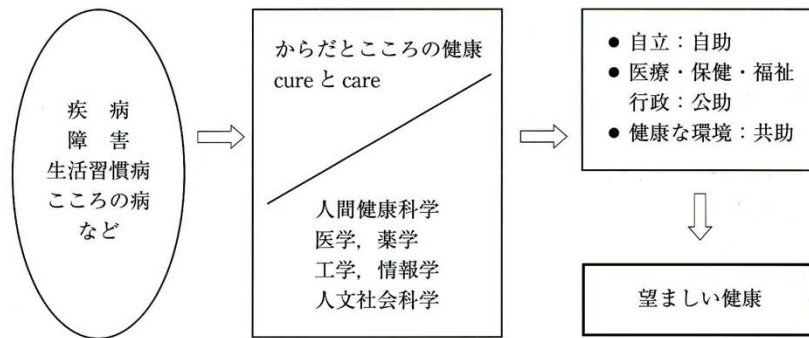 疾　病
障　害
生活習慣病
こころの病
など
からだとこころの健康
cure と care
人間健康科学
医学，薬学
工学，情報学
人文社会科学
● 自立：自助
● 医療・保健・福祉
行政：公助
● 健康な環境：共助
望ましい健康